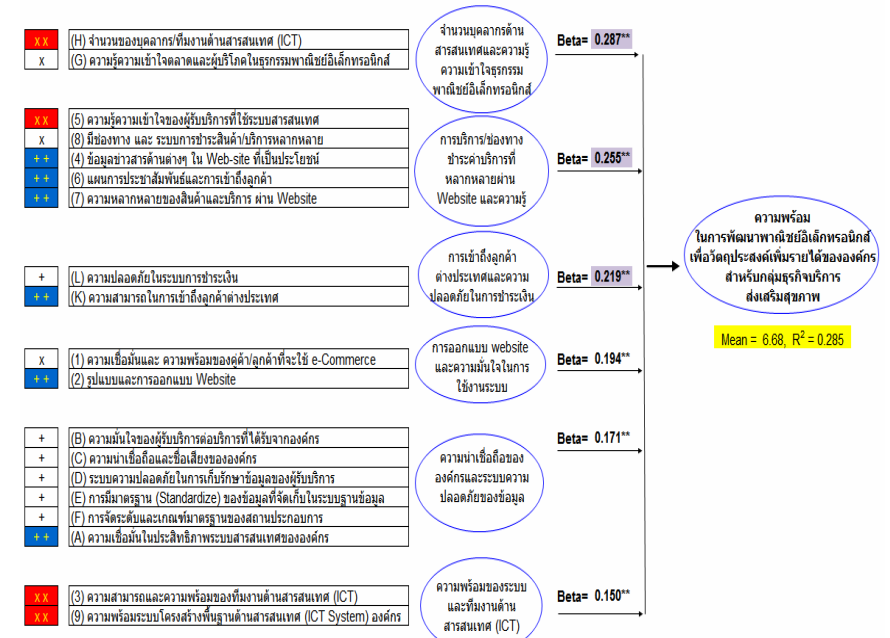 x x (H) จำนวนของบุคลากร/ทีมงานด้านสารสนเทศ (ICT)
x (G) ความรู้ความเข้าใจตลาดและผู้บริโภคในธุรกรรมพาณิชย์อิเล็กทรอนิกส์
จำนวนบุคลากรด้าน
สารสนเทศและความรู้
ความเข้าใจธุรกรรม
พาณิชย์อิเล็กทรอนิกส์
Beta= 0.287**
x x (5) ความรู้ความเข้าใจของผู้รับบริการที่ใช้ระบบสารสนเทศ
x (8) มีช่องทาง และ ระบบการชำระสินค้า/บริการหลากหลาย
+ + (4) ข้อมูลข่าวสารด้านต่างๆ ใน Web-site ที่เป็นประโยชน์
+ + (6) แผนการประชาสัมพันธ์และการเข้าถึงลูกค้า
+ + (7) ความหลากหลายของสินค้าและบริการ ผ่าน Website
การบริการ/ช่องทาง
ชำระค่าบริการที่
หลากหลายผ่าน
Website และความรู้
Beta= 0.255**
+ (L) ความปลอดภัยในระบบการชำระเงิน
+ + (K) ความสามารถในการเข้าถึงลูกค้าต่างประเทศ
การเข้าถึงลูกค้า
ต่างประเทศและความ
ปลอดภัยในการชำระเงิน
Beta= 0.219**
x (1) ความเชื่อมั่นและ ความพร้อมของคู่ค้า/ลูกค้าที่จะใช้ e-Commerce
+ + (2) รูปแบบและการออกแบบ Website
การออกแบบ website
และความมั่นใจในการ
ใช้งานระบบ
Beta= 0.194**
+ (B) ความมั่นใจของผู้รับบริการต่อบริการที่ได้รับจากองค์กร
+ (C) ความน่าเชื่อถือและชื่อเสียงขององค์กร
+ (D) ระบบความปลอดภัยในการเก็บรักษาข้อมูลของผู้รับบริการ
+ (E) การมีมาตรฐาน (Standardize) ของข้อมูลที่จัดเก็บในระบบฐานข้อมูล
+ (F) การจัดระดับและเกณฑ์มาตรฐานของสถานประกอบการ
+ + (A) ความเชื่อมั่นในประสิทธิภาพระบบสารสนเทศขององค์กร
ความน่าเชื่อถือของ
องค์กรและระบบความ
ปลอดภัยของข้อมูล
Beta= 0.171**
x x (3) ความสามารถและความพร้อมของทีมงานด้านสารสนเทศ (ICT)
x x (9) ความพร้อมระบบโครงสร้างพื้นฐานด้านสารสนเทศ (ICT System) องค์กร
ความพร้อมของระบบ
และทีมงานด้าน
สารสนเทศ (ICT)
Beta= 0.150**
ความพร้อม
ในการพัฒนาพาณิชย์อิเล็กทรอนิกส์
เพื่อวัตถุประสงค์เพิ่มรายได้ขององค์กร
สำหรับกลุ่มธุรกิจบริการ
ส่งเสริมสุขภาพ
Mean = 6.68, R² = 0.285